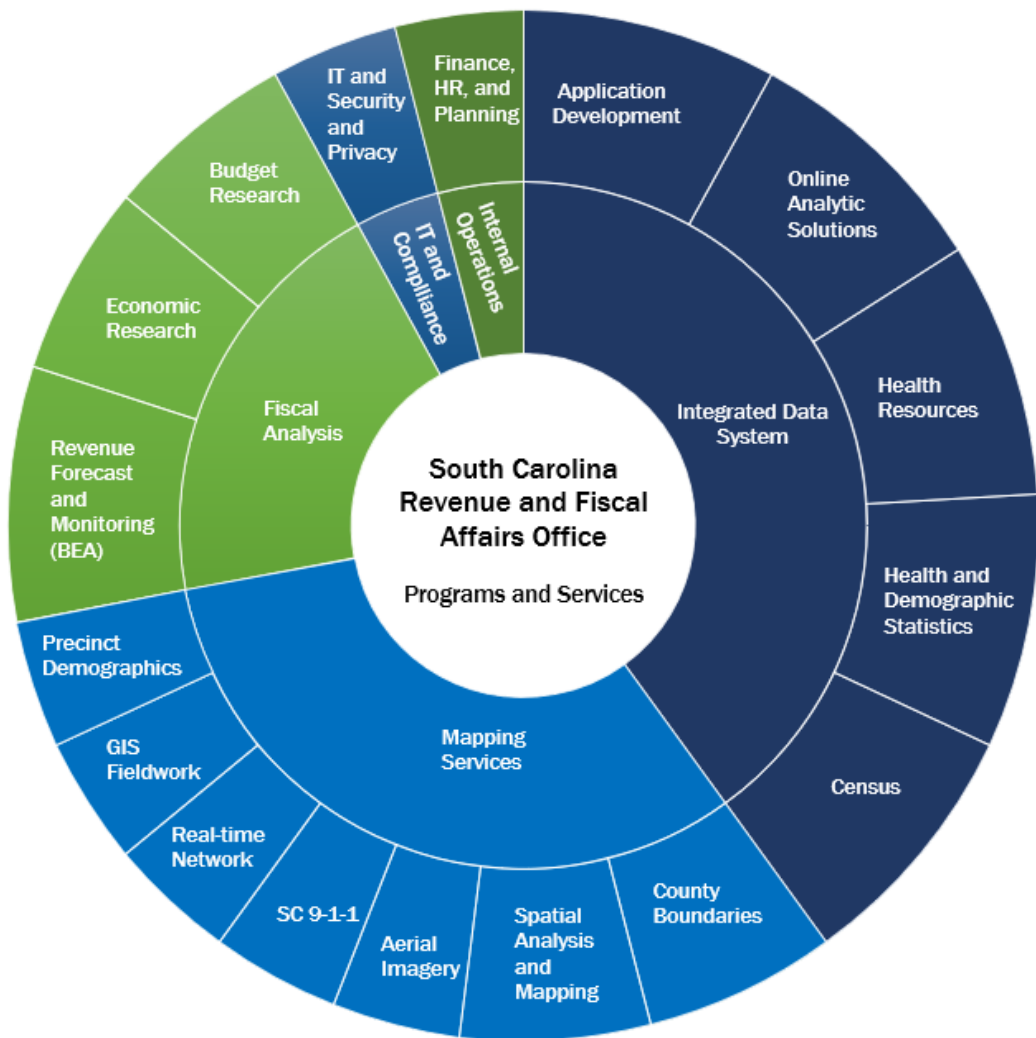 South Carolina
Revenue and Fiscal
Affairs Office
Programs and Services
Integrated Data
System
Application
Development
Online
Analytic
Solutions
Health
Resources
Health and
Demographic
Statistics
Census
Mapping
Services
County
Boundaries
Spatial
Analysis
and
Mapping
Aerial
Imagery
SC 9-1-1
Real-time
Network
GIS
Fieldwork
Precinct
Demographics
Fiscal
Analysis
Revenue
Forecast
and
Monitoring
(BEA)
Economic
Research
Budget
Research
IT and
Complliance
IT and
Security
and
Privacy
Internal
Operations
Finance,
HR, and
Planning